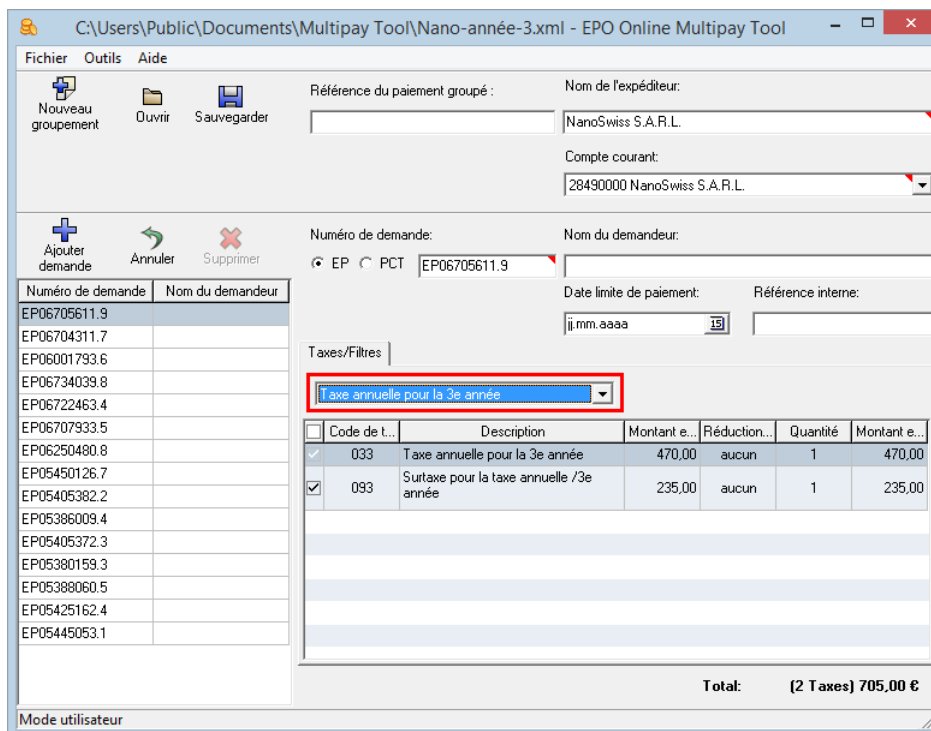 C:\Users\Public\Documents\Multipay Tool\Nano-année-3.xml - EPO Online Multipay Tool
Fichier Outils Aide
Nouveau groupement
Ouvrir
Sauvegarder
Référence du paiement groupé :
Nom de l'expéditeur:
NanoSwiss S.A.R.L.
Compte courant:
28490000 NanoSwiss S.A.R.L.
Ajouter demande
Annuler
Supprimer
Numéro de demande:
EP PCT EP06705611.9
Nom du demandeur:
Date limite de paiement:
jj.mm.aaaa 15
Référence interne:
Numéro de demande Nom du demandeur
EP06705611.9
EP06704311.7
EP06001793.6
EP06734039.8
EP06722463.4
EP06707933.5
EP06250480.8
EP05450126.7
EP05405382.2
EP05386009.4
EP05405372.3
EP05380159.3
EP05388060.5
EP05425162.4
EP05445053.1
Taxes/Filtres
Taxe annuelle pour la 3e année
Code de t... Description Montant e... Réduction... Quantité Montant e...
033 Taxe annuelle pour la 3e année 470,00 aucun 1 470,00
093 Surtaxe pour la taxe annuelle /3e année 235,00 aucun 1 235,00
Total: (2 Taxes) 705,00 €
Mode utilisateur